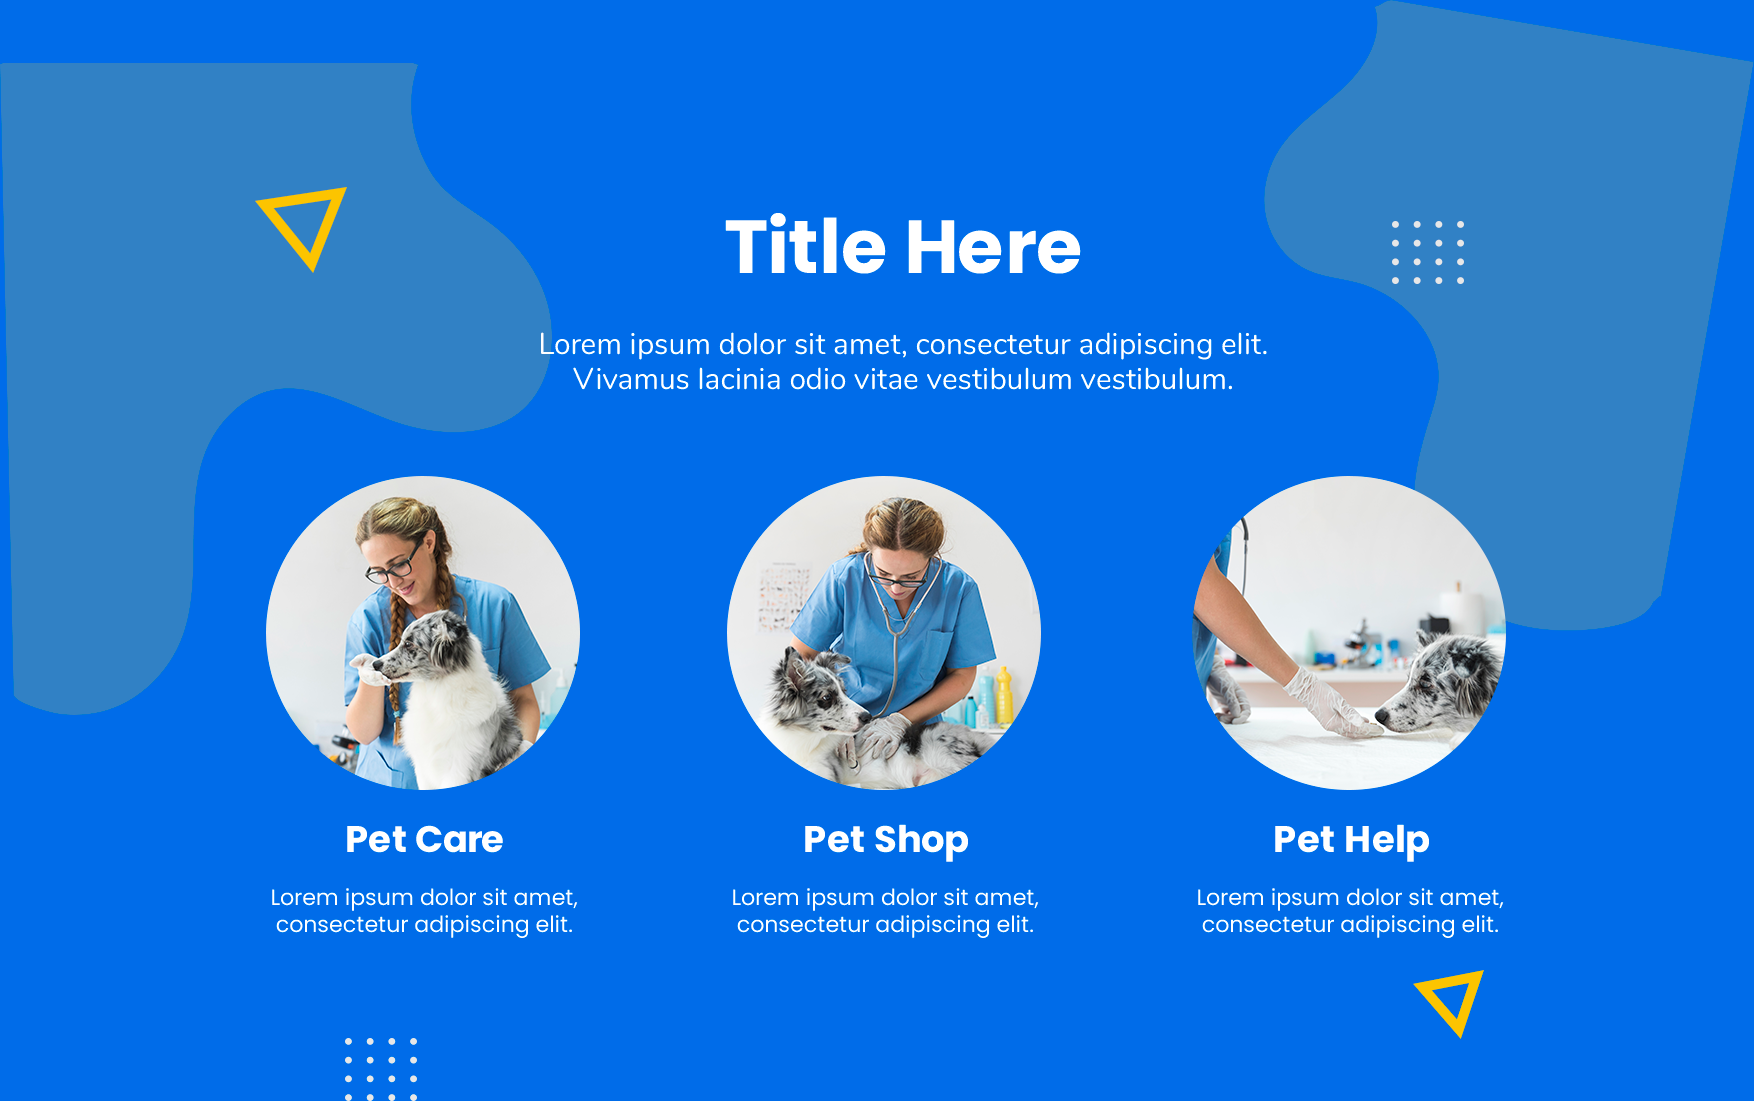 Title Here
Lorem ipsum dolor sit amet, consectetur adipiscing elit.
Vivamus lacinia odio vitae vestibulum vestibulum.
Pet Care
Lorem ipsum dolor sit amet,
consectetur adipiscing elit.
Pet Shop
Lorem ipsum dolor sit amet,
consectetur adipiscing elit.
Pet Help
Lorem ipsum dolor sit amet,
consectetur adipiscing elit.